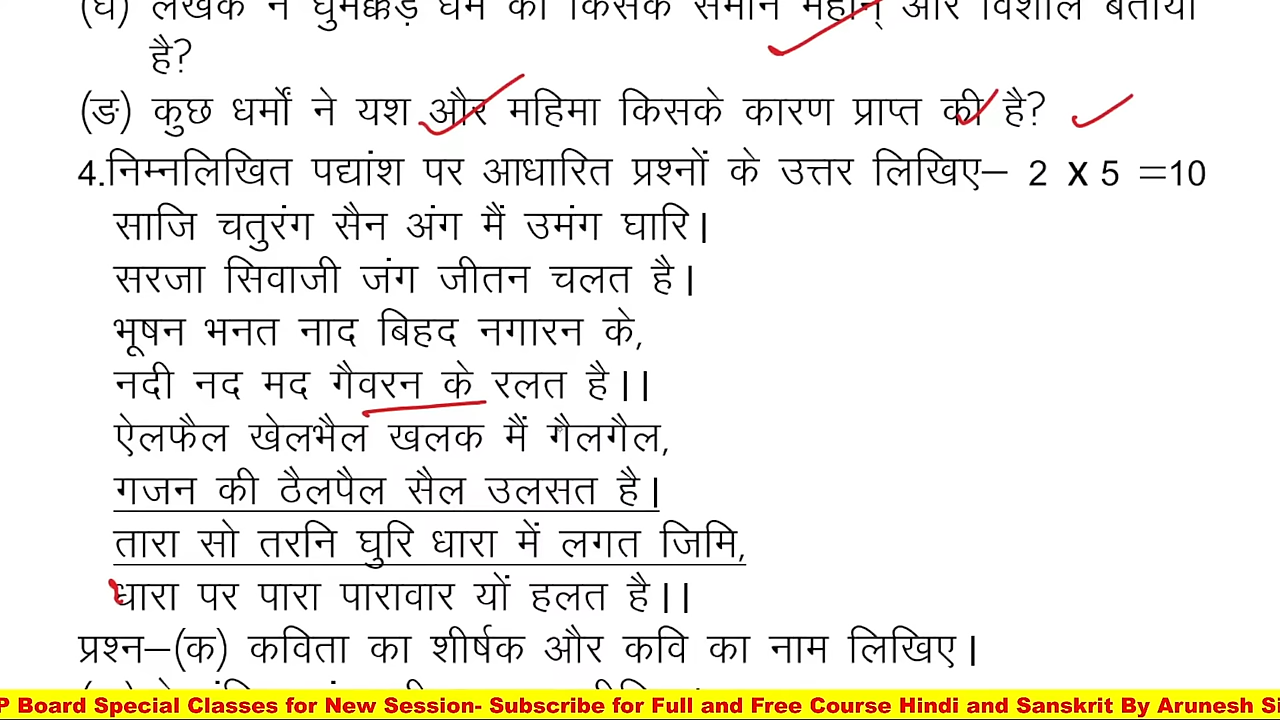 (घ) लेखक ने घुमक्कड़ धर्म को किसके समान महान् और विशाल बताया
है?
(ङ) कुछ धर्मों ने यश और महिमा किसके कारण प्राप्त की है?
4.निम्नलिखित पद्यांश पर आधारित प्रश्नों के उत्तर लिखिए– 2 x 5 =10
साजि चतुरंग सैन अंग मैं उमंग घारि।
सरजा सिवाजी जंग जीतन चलत है।
भूषन भनत नाद बिहद नगारन के,
नदी नद मद गैवरन के रलत है।।
ऐलफैल खेलभैल खलक मैं गैलगैल,
गजन की ठैलपैल सैल उलसत है।
तारा सो तरनि घुरि धारा में लगत जिमि,
धारा पर पारा पारावार यों हलत है।।
प्रश्न–(क) कविता का शीर्षक और कवि का नाम लिखिए।
P Board Special Classes for New Session- Subscribe for Full and Free Course Hindi and Sanskrit By Arunesh Si